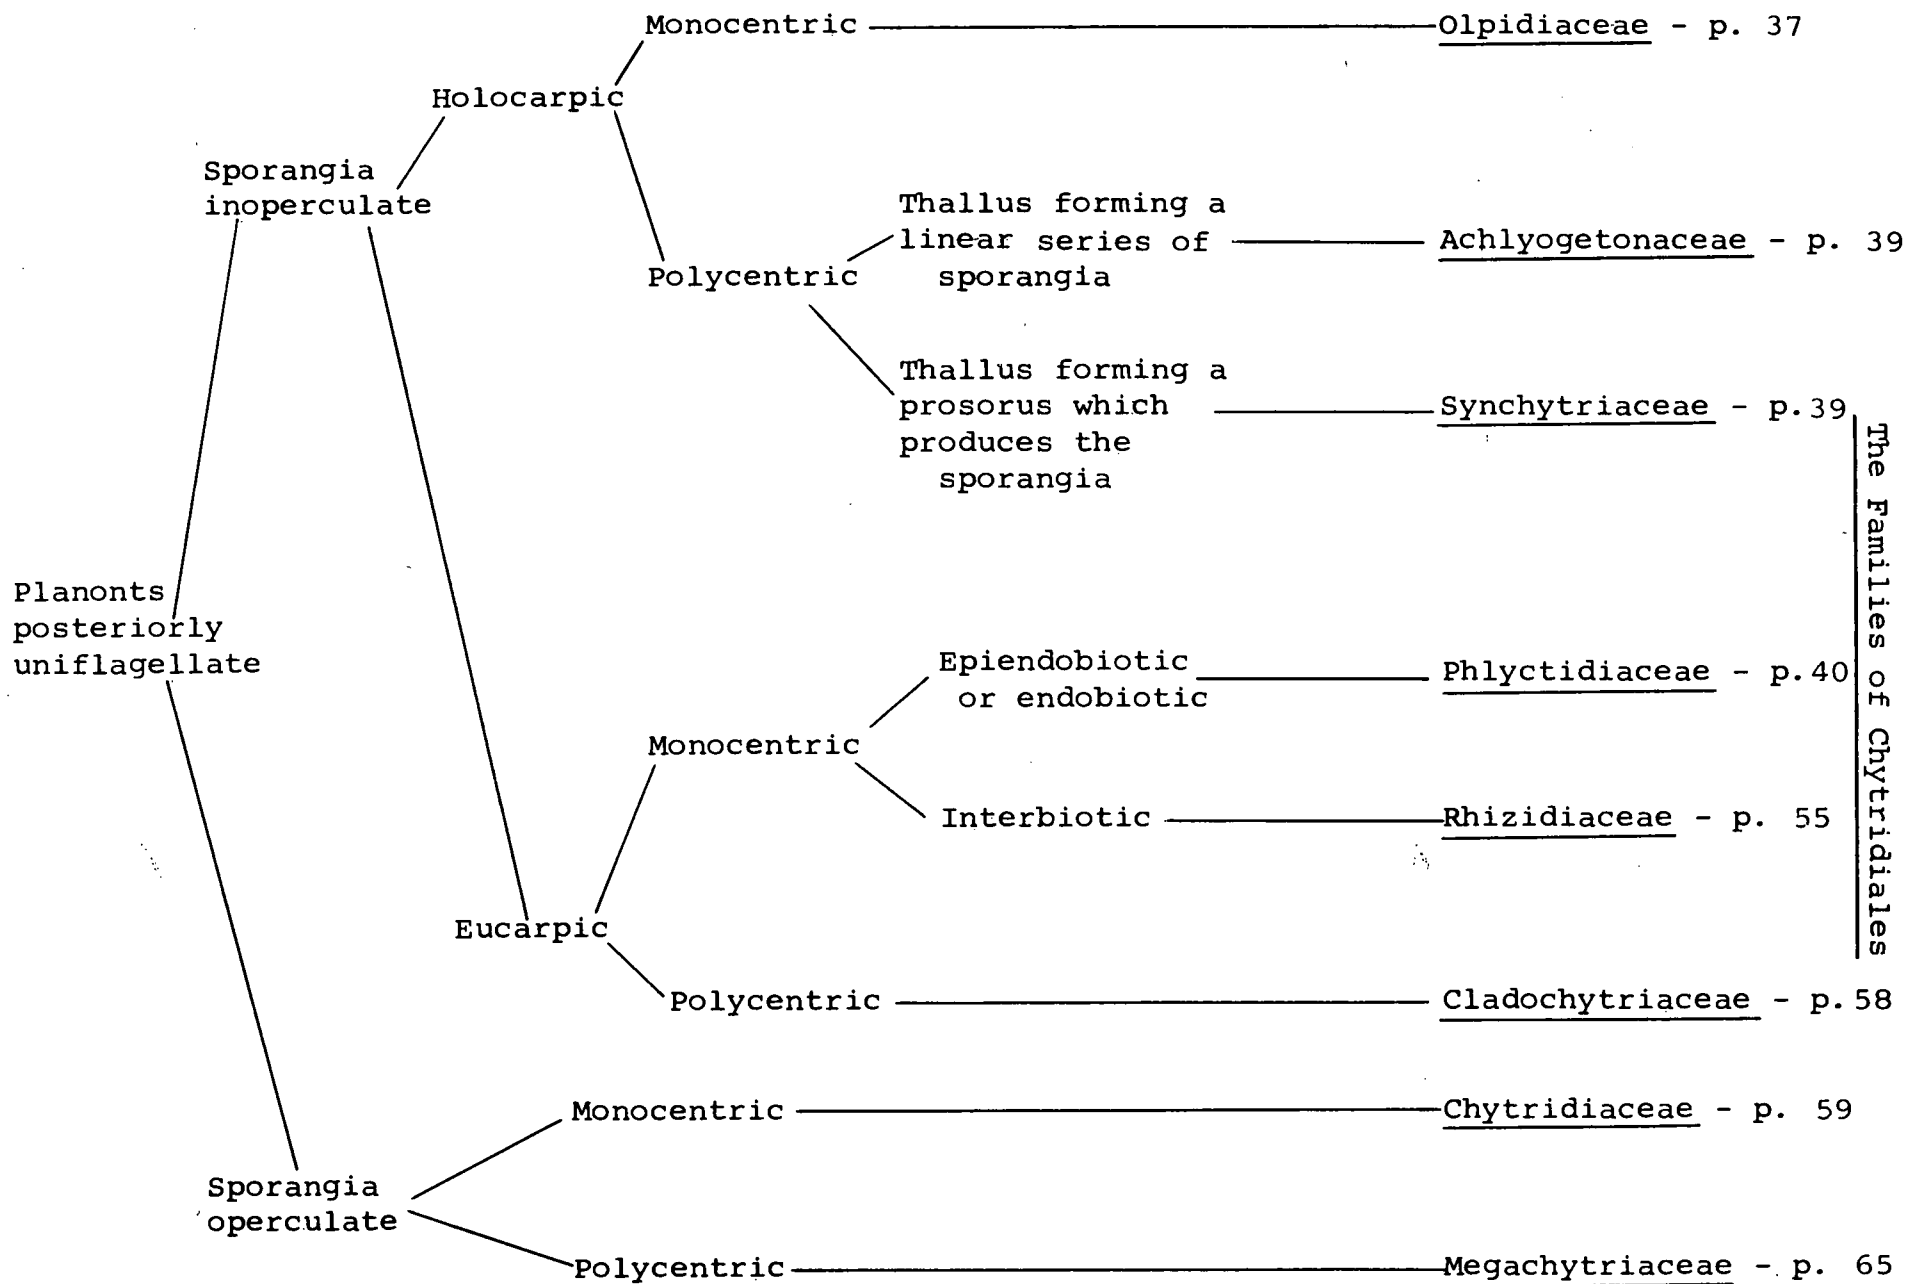 Monocentric
Olpidiaceae - p. 37
Holocarpic
Sporangia
inoperculate
Thallus forming a
linear series of
sporangia
Achlyogetonaceae - p. 39
Polycentric
Thallus forming a
prosorus which
produces the
sporangia
Synchytriaceae - p.39
Planonts
posteriorly
uniflagellate
Epiendobiotic
or endobiotic
Phlyctidiaceae - p.40
Monocentric
Interbiotic
Rhizidiaceae - p. 55
Eucarpic
Polycentric
Cladochytriaceae - p.58
Monocentric
Chytridiaceae - p. 59
Sporangia
operculate
Polycentric
Megachytriaceae - p. 65
The Families of Chytridiales